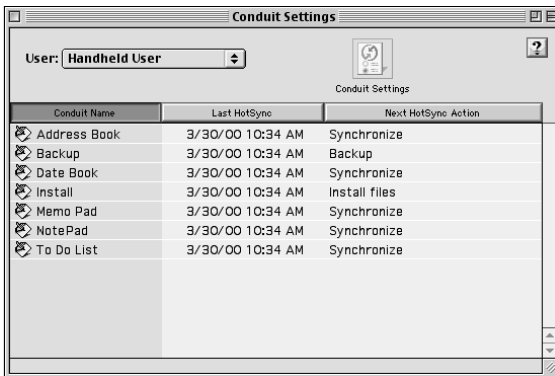 Conduit Settings
User: Handheld User
?
Conduit Settings
Conduit Name Last HotSync Next HotSync Action
Address Book 3/30/00 10:34 AM Synchronize
Backup 3/30/00 10:34 AM Backup
Date Book 3/30/00 10:34 AM Synchronize
Install 3/30/00 10:34 AM Install files
Memo Pad 3/30/00 10:34 AM Synchronize
NotePad 3/30/00 10:34 AM Synchronize
To Do List 3/30/00 10:34 AM Synchronize